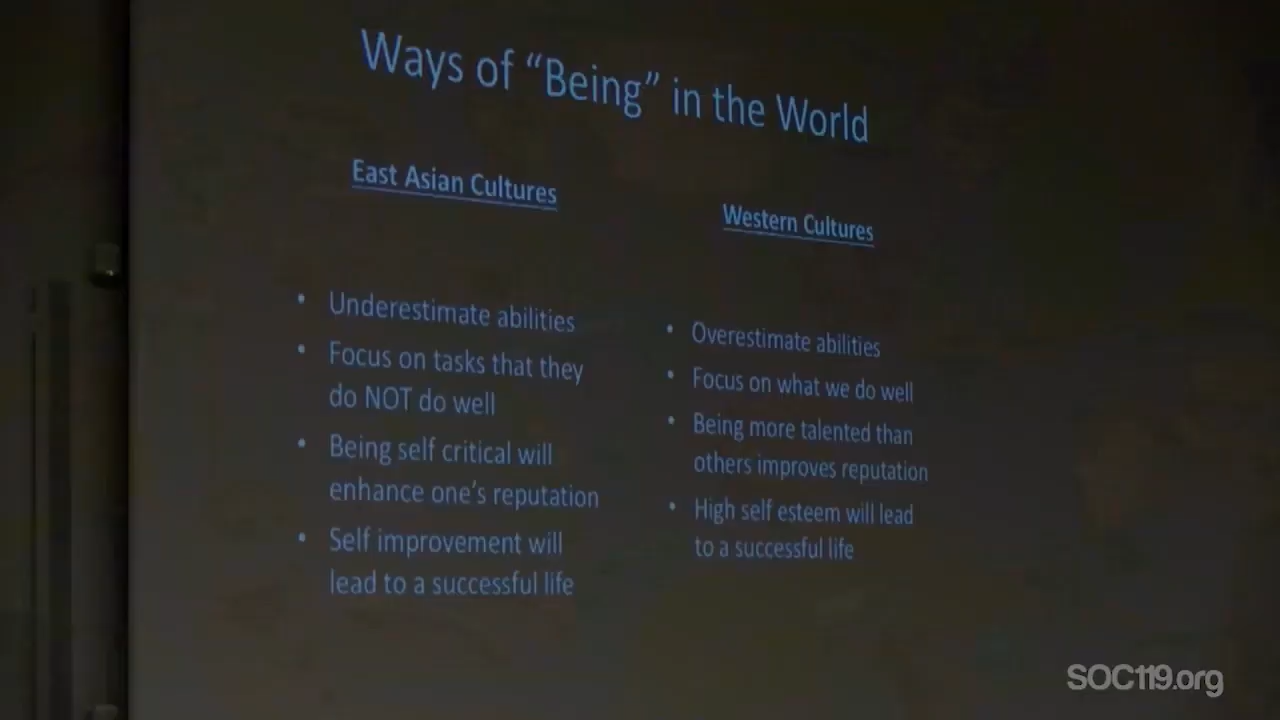 Ways of “Being” in the World
East Asian Cultures
• Underestimate abilities
• Focus on tasks that they
do NOT do well
• Being self critical will
enhance one’s reputation
• Self improvement will
lead to a successful life
Western Cultures
• Overestimate abilities
• Focus on what we do well
• Being more talented than
others improves reputation
• High self esteem will lead
to a successful life
SOC119.org